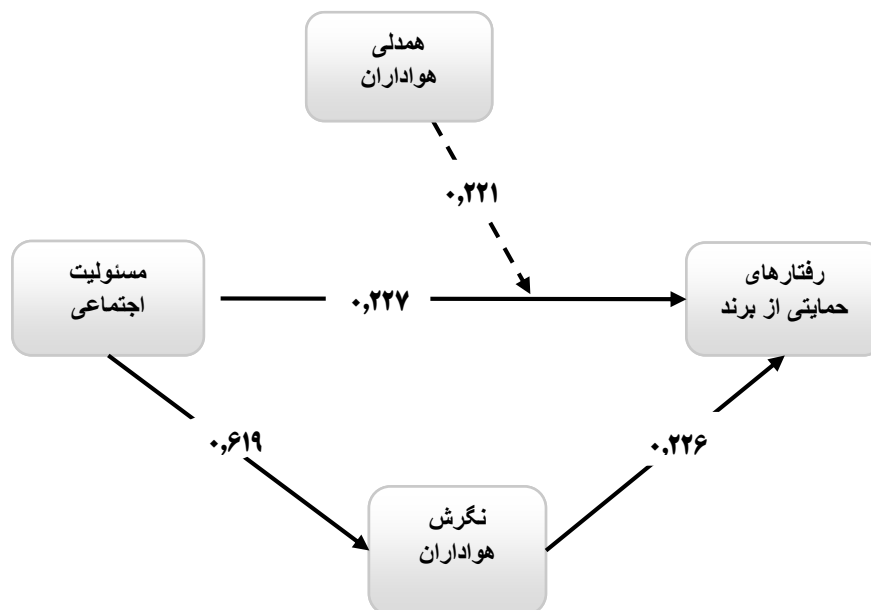 همدلی
هواداران
۰,۲۲۱
مسئولیت
اجتماعی
۰,۲۲۷
رفتارهای
حمایتی از برند
۰,۶۱۹
۰,۲۲۶
نگرش
هواداران